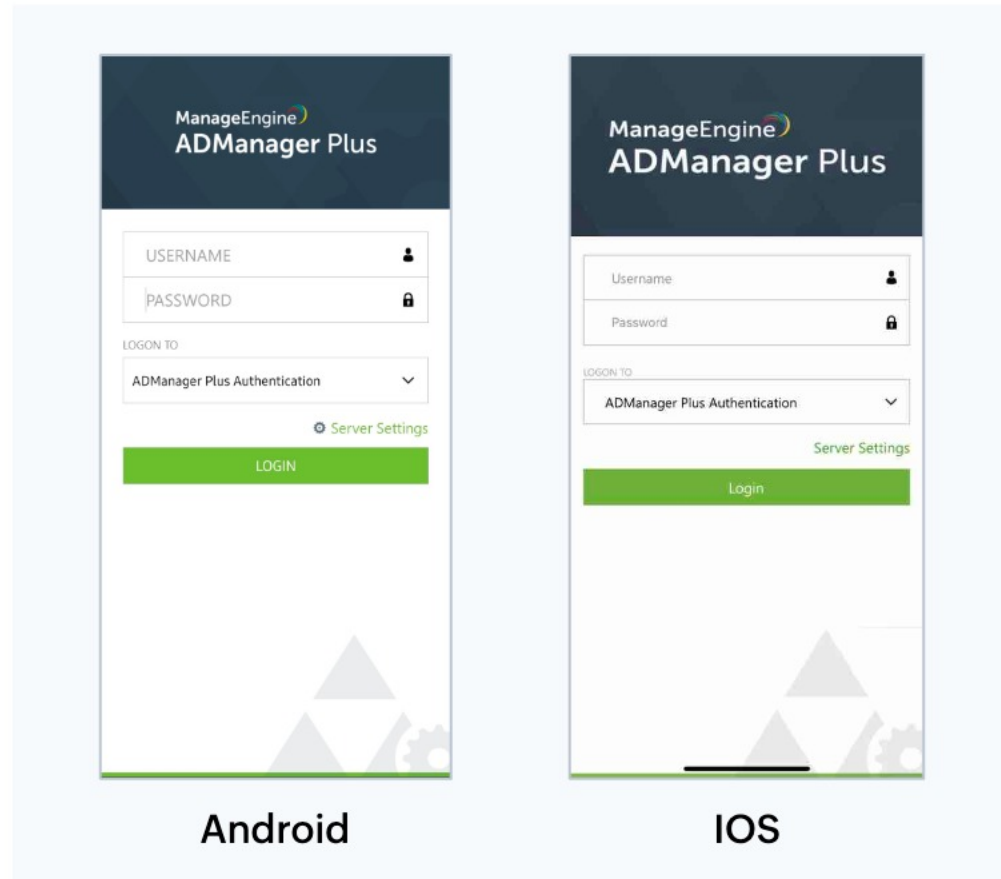 ManageEngine
ADManager Plus
USERNAME
PASSWORD
LOGON TO
ADManager Plus Authentication
Server Settings
LOGIN
Android
ManageEngine
ADManager Plus
Username
Password
LOGON TO
ADManager Plus Authentication
Server Settings
Login
IOS